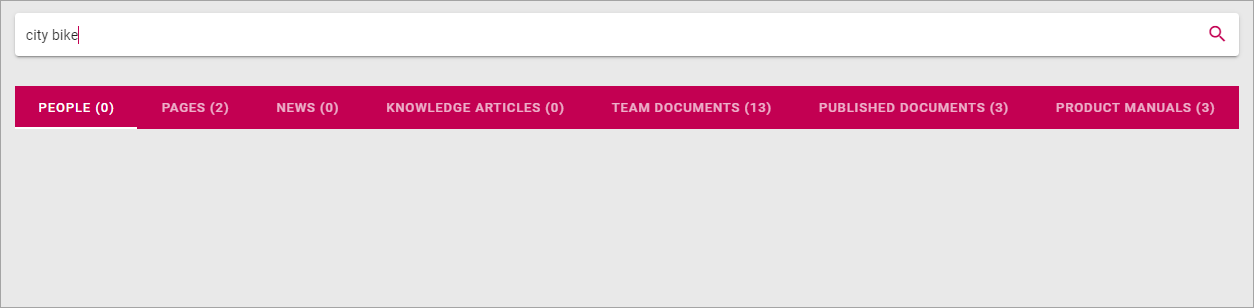 city bike
PEOPLE (0) PAGES (2) NEWS (0) KNOWLEDGE ARTICLES (0) TEAM DOCUMENTS (13) PUBLISHED DOCUMENTS (3) PRODUCT MANUALS (3)